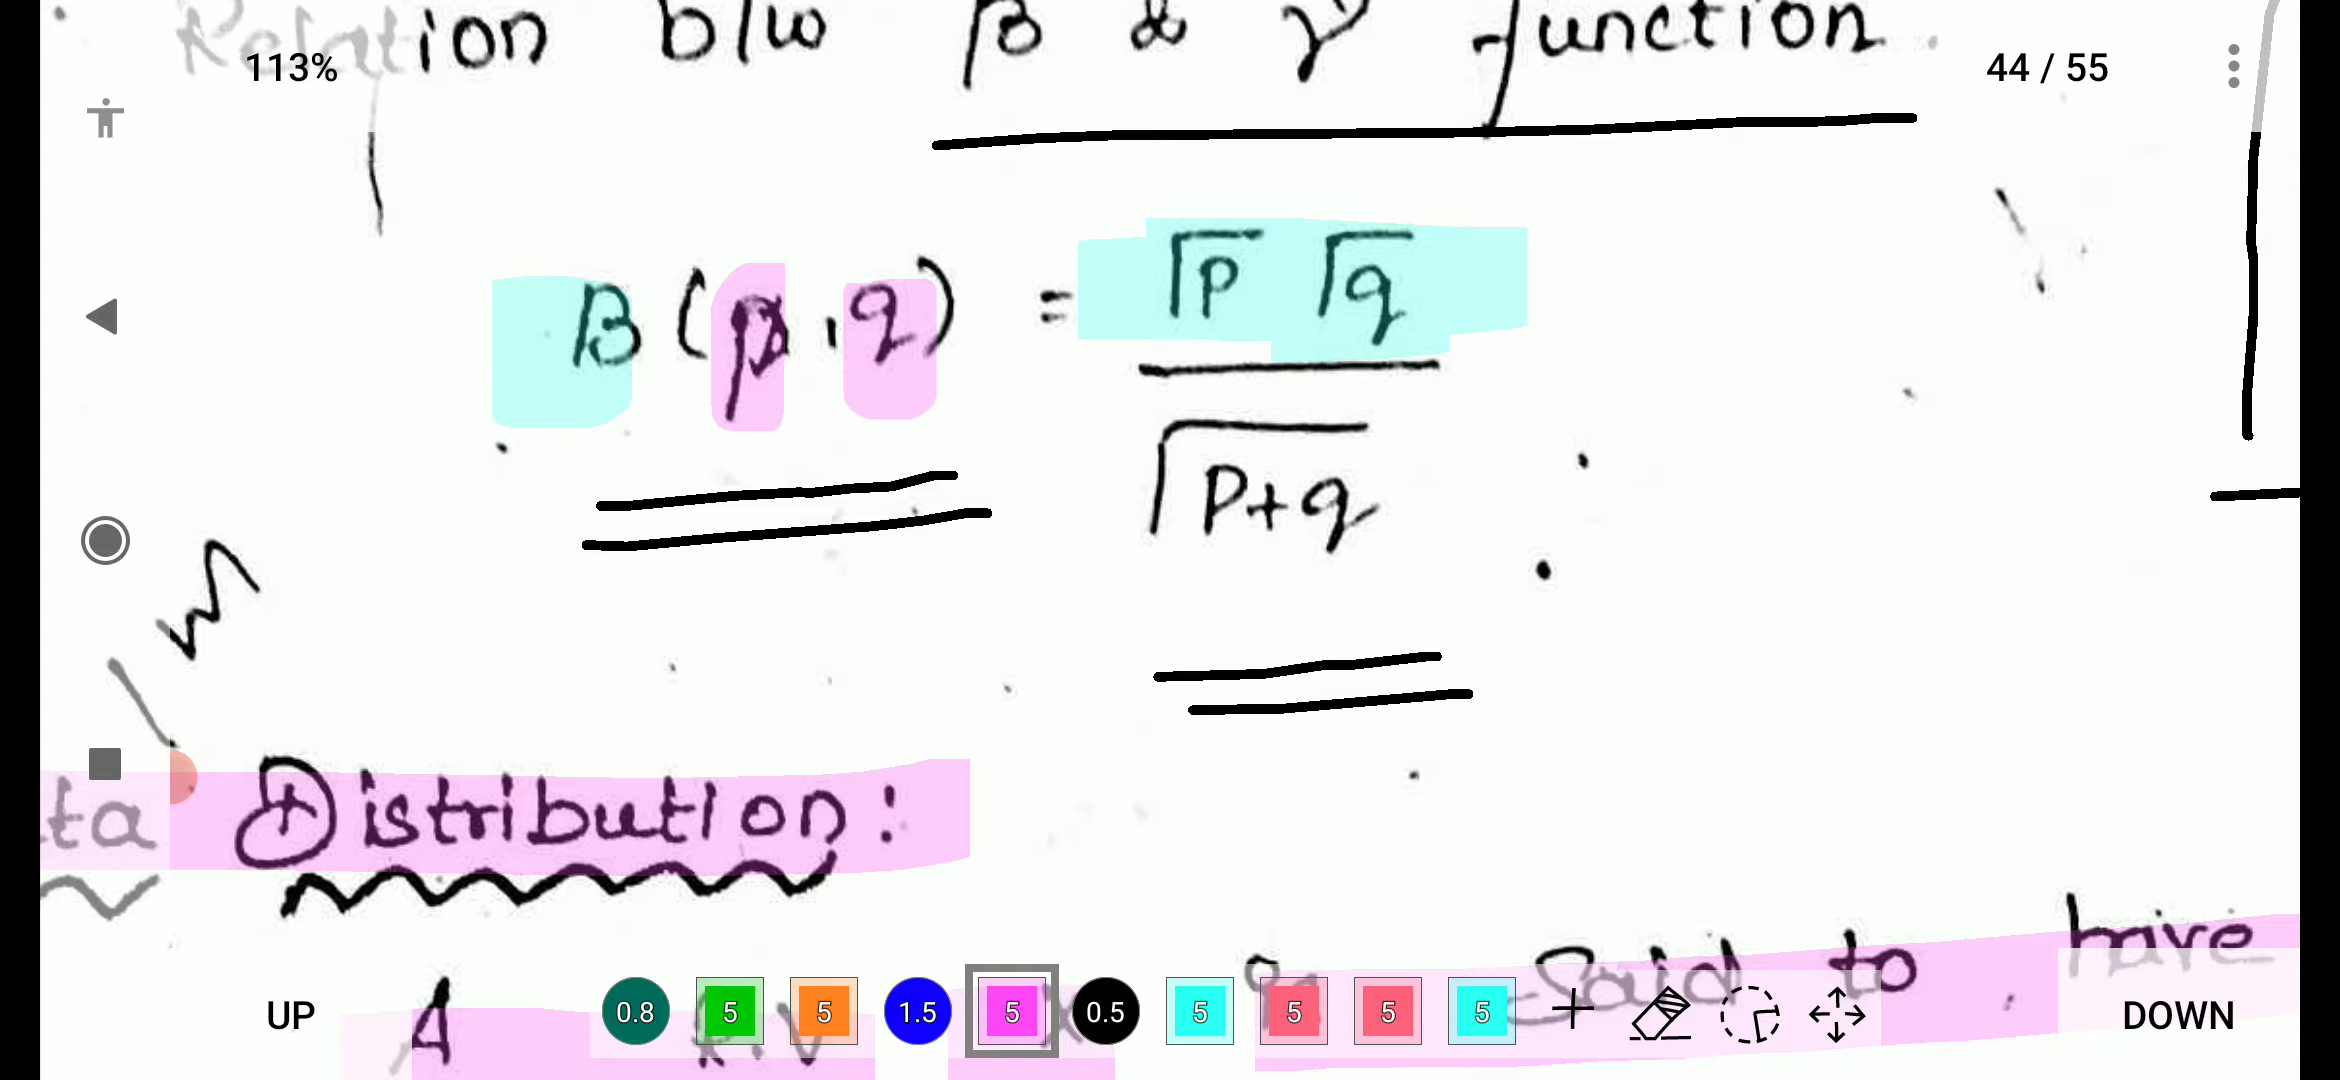 Relation b/w β & γ function
113%
44 / 55
B (p, q) = Γp Γq / Γp+q
ta Distribution:
A R.V X is said to have
UP
0.8 5 5 1.5 5 0.5 5 5 5 5
DOWN